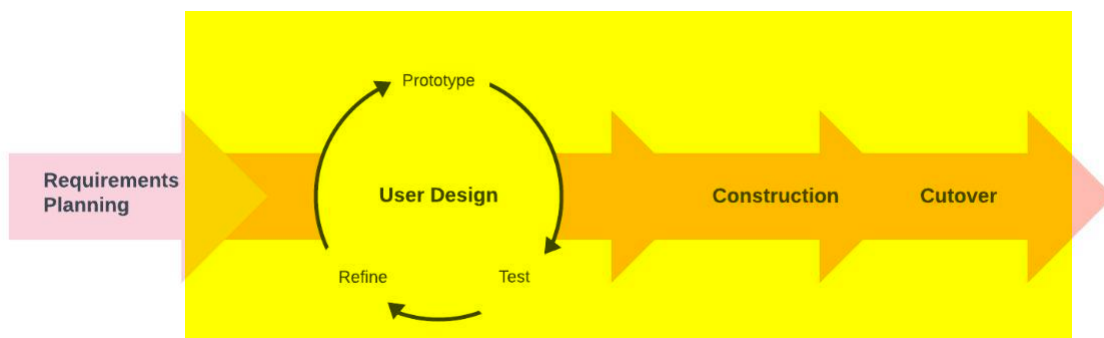 Prototype
Requirements
Planning
User Design
Construction
Cutover
Refine
Test